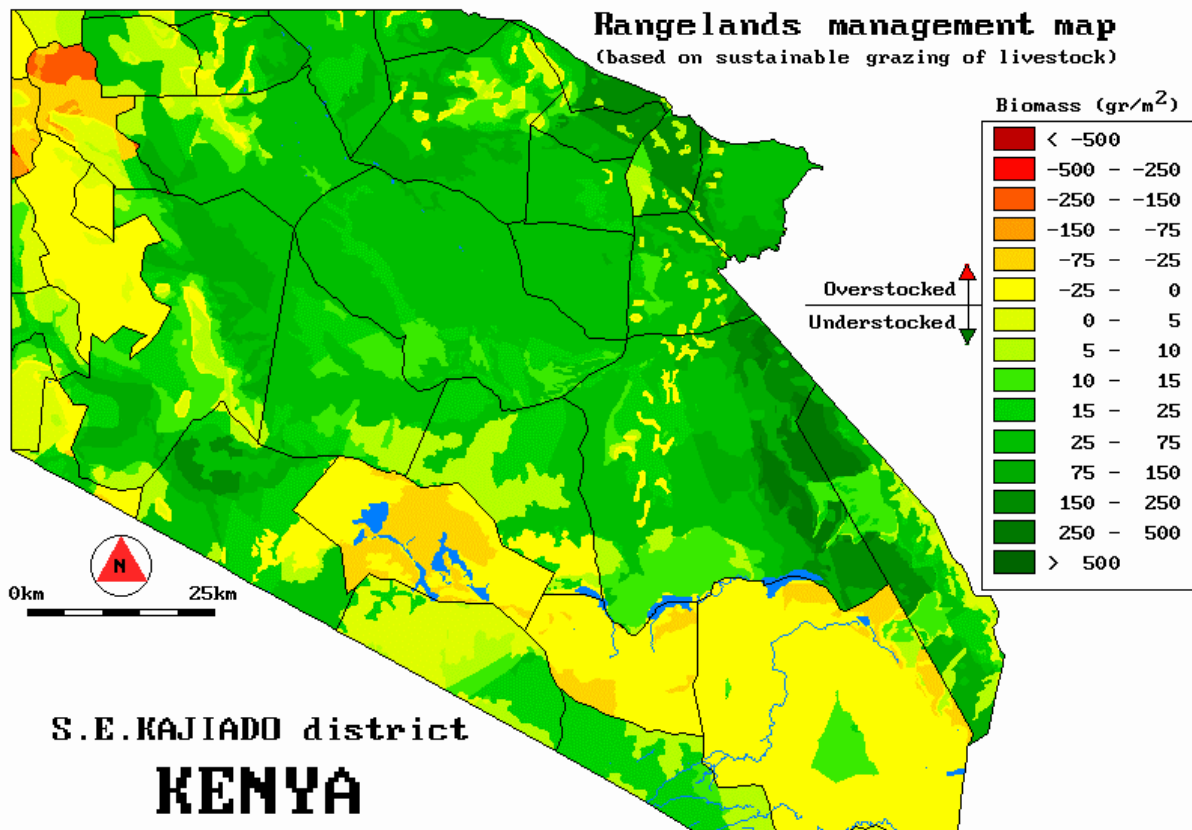 Rangelands management map
(based on sustainable grazing of livestock)
Biomass (gr/m2)
< -500
-500 - -250
-250 - -150
-150 - -75
-75 - -25
-25 - 0
0 - 5
5 - 10
10 - 15
15 - 25
25 - 75
75 - 150
150 - 250
250 - 500
> 500
Overstocked
Understocked
N
0km 25km
S.E.KAJIADO district
KENYA